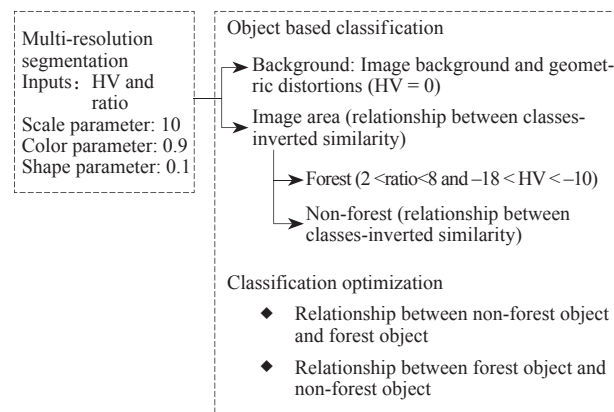 Multi-resolution
segmentation
Inputs：HV and
ratio
Scale parameter: 10
Color parameter: 0.9
Shape parameter: 0.1
Object based classification
Background: Image background and geomet-
ric distortions (HV = 0)
Image area (relationship between classes-
inverted similarity)
Forest (2 <ratio<8 and –18 < HV < –10)
Non-forest (relationship between
classes-inverted similarity)
Classification optimization
◆ Relationship between non-forest object
and forest object
◆ Relationship between forest object and
non-forest object